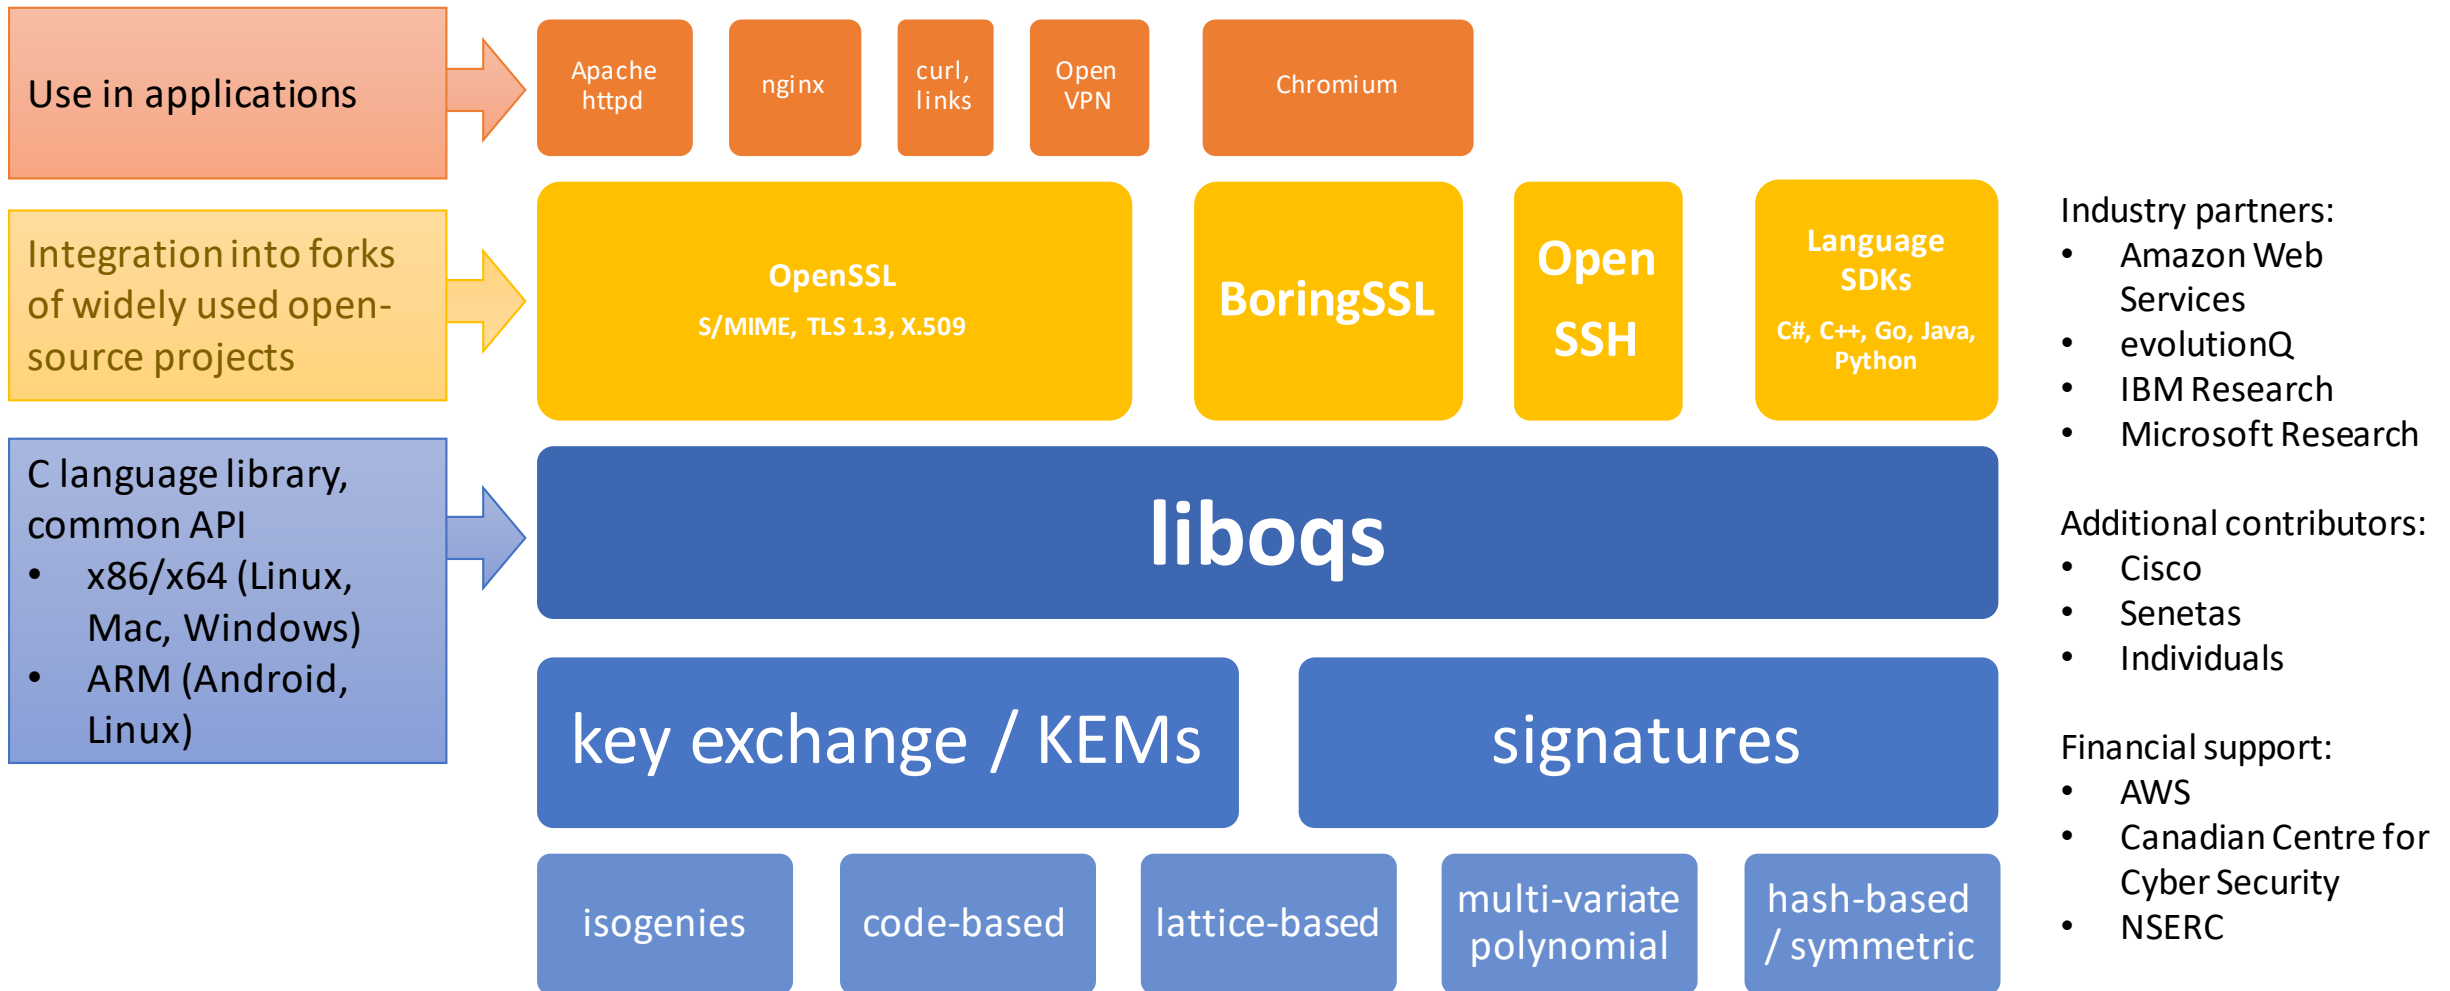 Use in applications
Apache
httpd
nginx
curl,
links
Open
VPN
Chromium
Integration into forks
of widely used open-
source projects
OpenSSL
S/MIME, TLS 1.3, X.509
BoringSSL
Open
SSH
Language
SDKs
C#, C++, Go, Java,
Python
C language library,
common API
• x86/x64 (Linux,
Mac, Windows)
• ARM (Android,
Linux)
liboqs
key exchange / KEMs
signatures
isogenies
code-based
lattice-based
multi-variate
polynomial
hash-based
/ symmetric
Industry partners:
• Amazon Web
Services
• evolutionQ
• IBM Research
• Microsoft Research
Additional contributors:
• Cisco
• Senetas
• Individuals
Financial support:
• AWS
• Canadian Centre for
Cyber Security
• NSERC